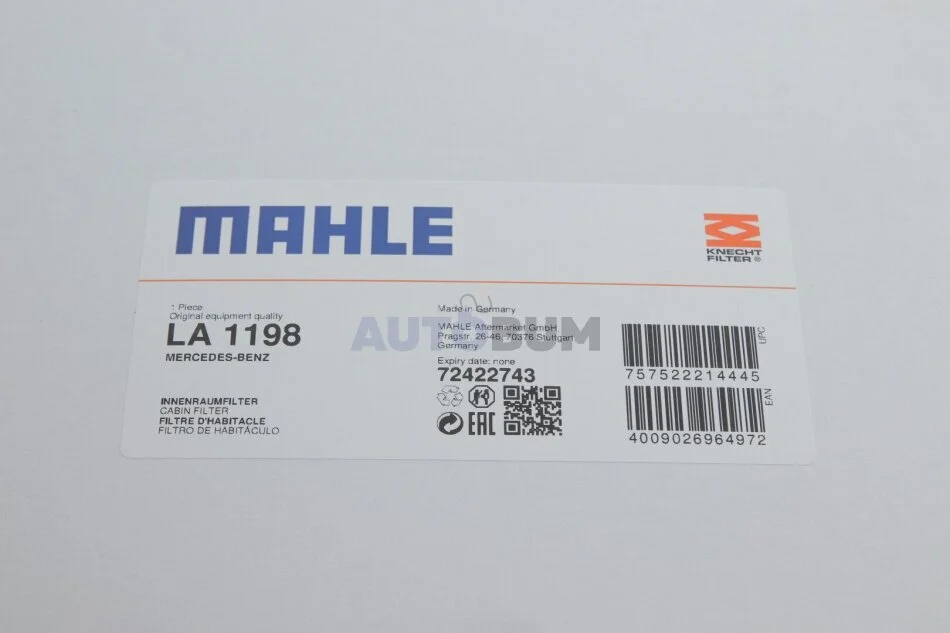 MAHLE
KNECHT
FILTER®
1 Piece
Original equipment quality
LA 1198
MERCEDES-BENZ
INNENRAUMFILTER
CABIN FILTER
FILTRE D'HABITACLE
FILTRO DE HABITÁCULO
Made in Germany
MAHLE Aftermarket GmbH
Pragstr. 26-46, 70376 Stuttgart
Germany
Expiry date: none
72422743
EAC
UPC
757522214445
EAN
4009026964972
AUTOBUM